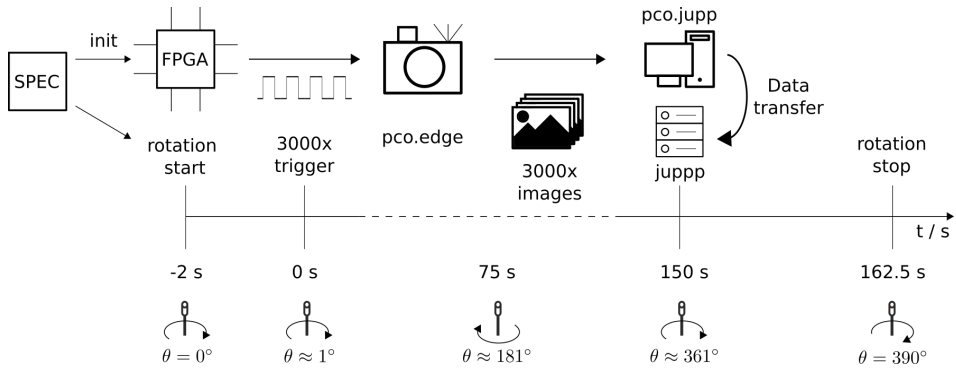 pco.jupp
init
FPGA
SPEC
Data
transfer
pco.edge
rotation
start
3000x
trigger
3000x
images
juppp
rotation
stop
t / s
-2 s
0 s
75 s
150 s
162.5 s
θ = 0°
θ ≈ 1°
θ ≈ 181°
θ ≈ 361°
θ = 390°